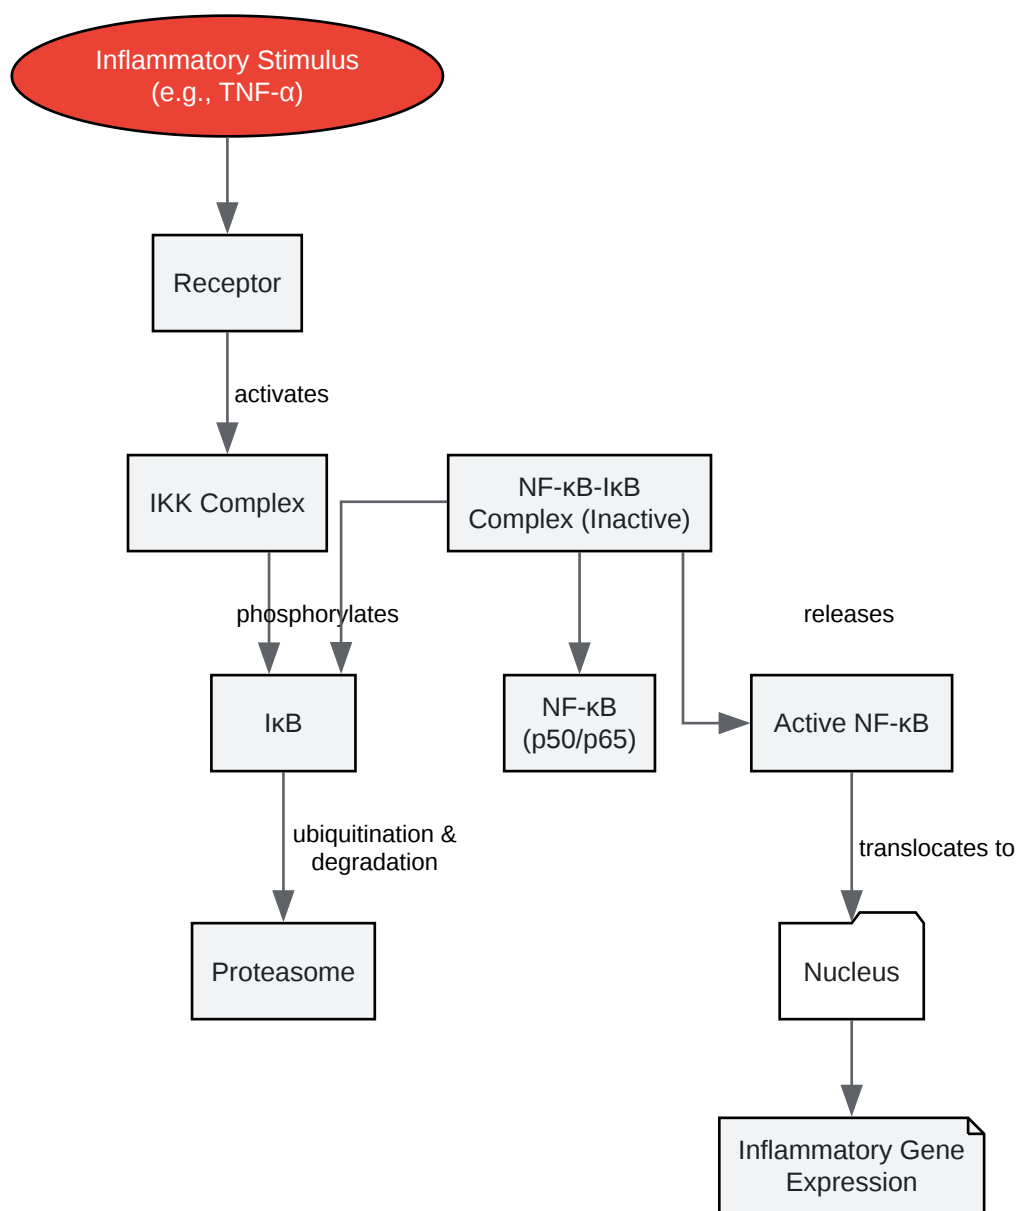 Inflammatory Stimulus
(e.g., TNF-α)
Receptor
activates
IKK Complex
NF-κB-IκB
Complex (Inactive)
phosphorylates
releases
IκB
NF-κB
(p50/p65)
Active NF-κB
ubiquitination &
degradation
translocates to
Proteasome
Nucleus
Inflammatory Gene
Expression